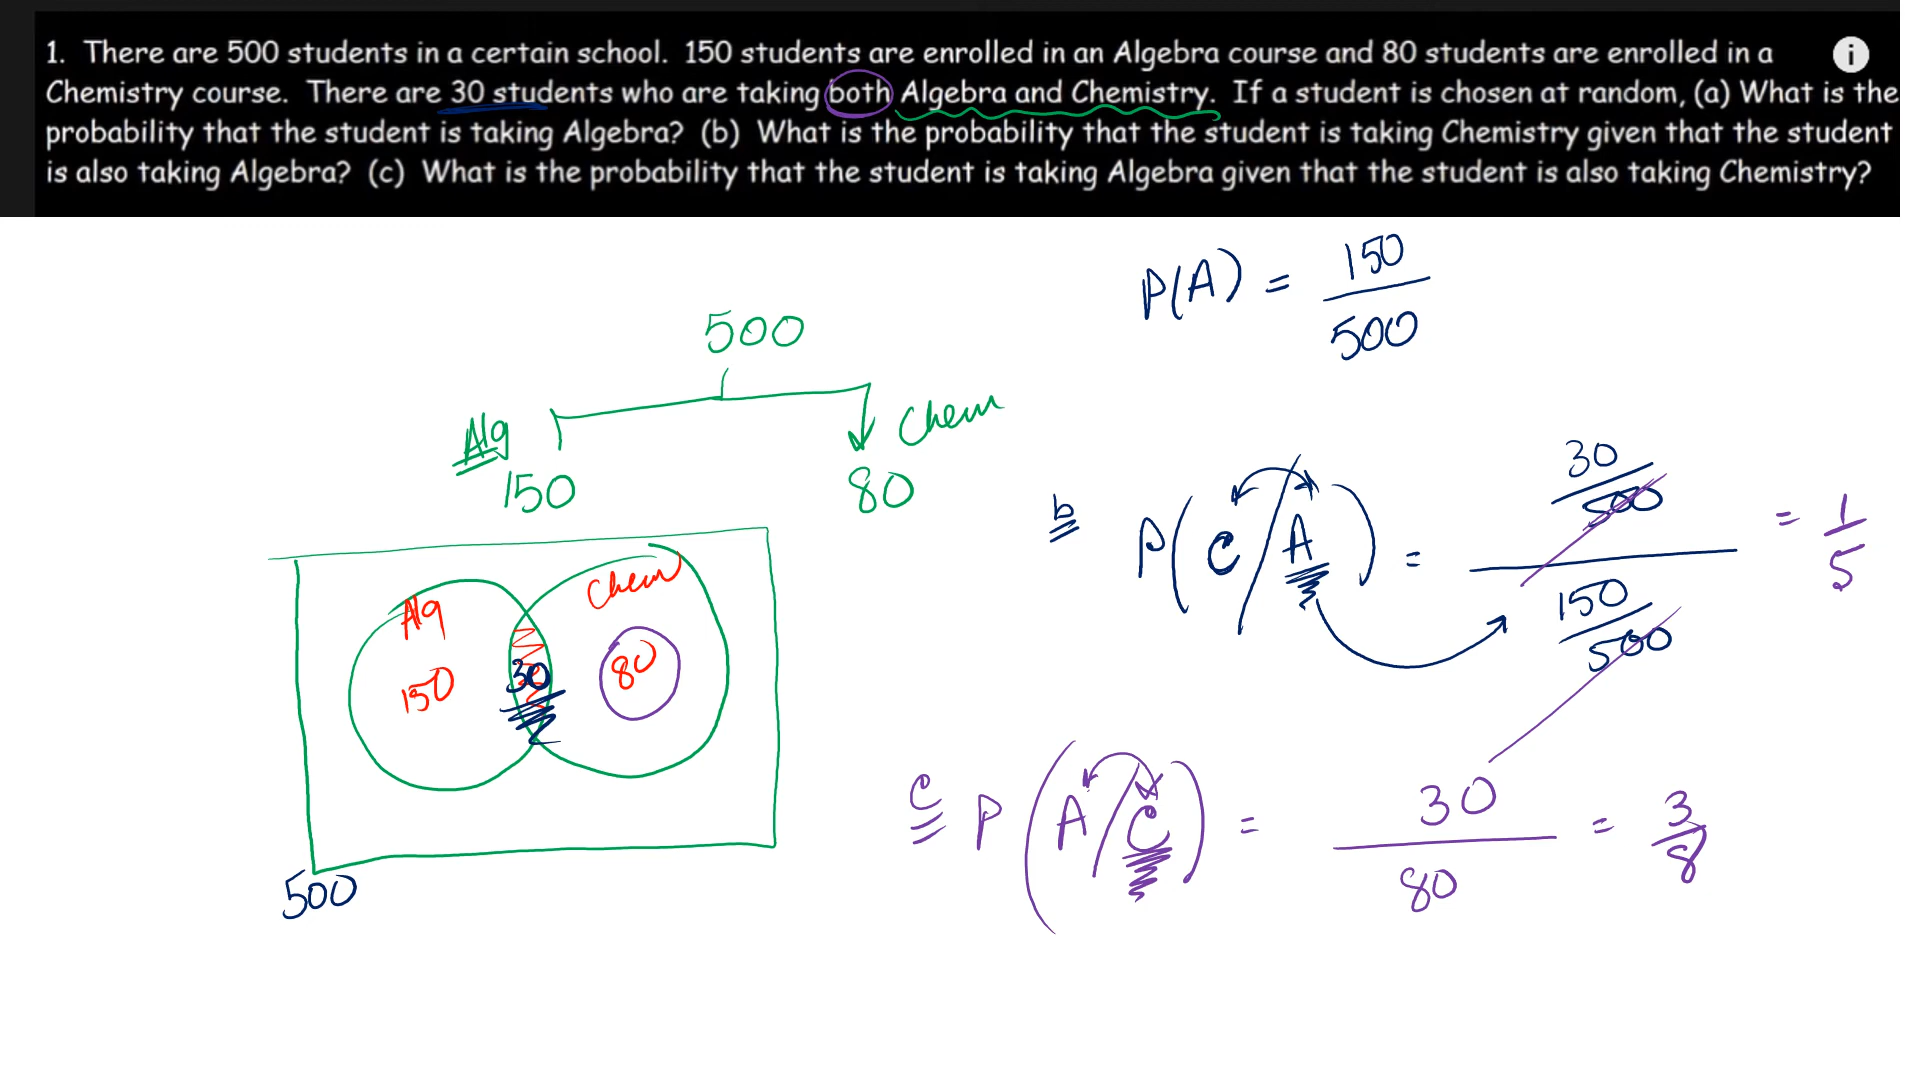 1. There are 500 students in a certain school. 150 students are enrolled in an Algebra course and 80 students are enrolled in a
Chemistry course. There are 30 students who are taking both Algebra and Chemistry. If a student is chosen at random, (a) What is the
probability that the student is taking Algebra? (b) What is the probability that the student is taking Chemistry given that the student
is also taking Algebra? (c) What is the probability that the student is taking Algebra given that the student is also taking Chemistry?
i
P(A) = 150/500
500
Alg
150
Chem
80
b
P(C/A) = 30/500
150/500
= 1/5
Alg
150
30
Chem
80
500
c P(A/C) = 30/80 = 3/8